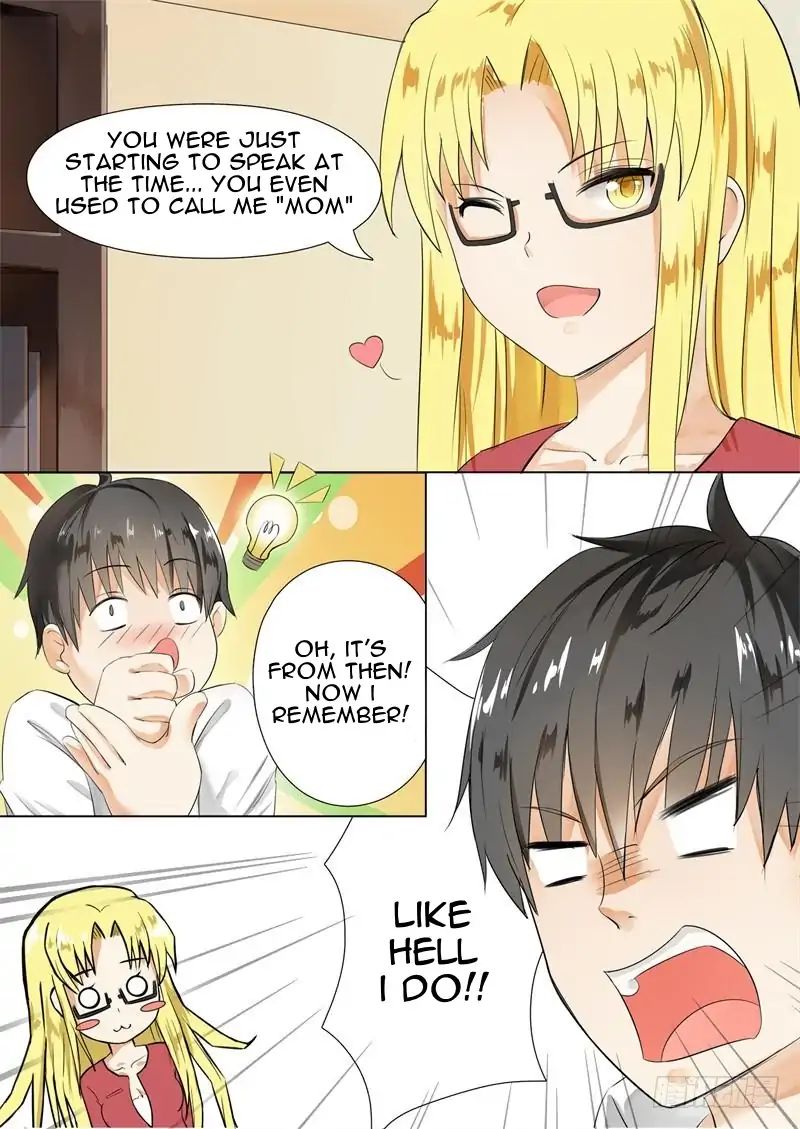 YOU WERE JUST
STARTING TO SPEAK AT
THE TIME... YOU EVEN
USED TO CALL ME "MOM"
OH, IT'S
FROM THEN!
NOW I
REMEMBER!
LIKE
HELL
I DO!!